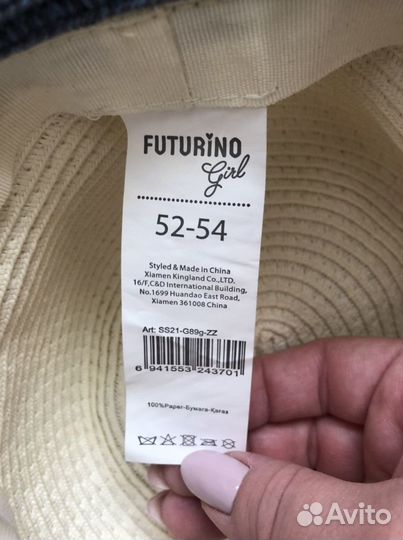 FUTURINO
Girl
52-54
Styled & Made in China
Xiamen Kingland Co.,LTD.
16/F,C&D International Building,
No.1699 Huandao East Road,
Xiamen 361008 China
Art: SS21-G89g-ZZ
6 941553 243701
100%Paper-Бумага-Қағаз
Avito